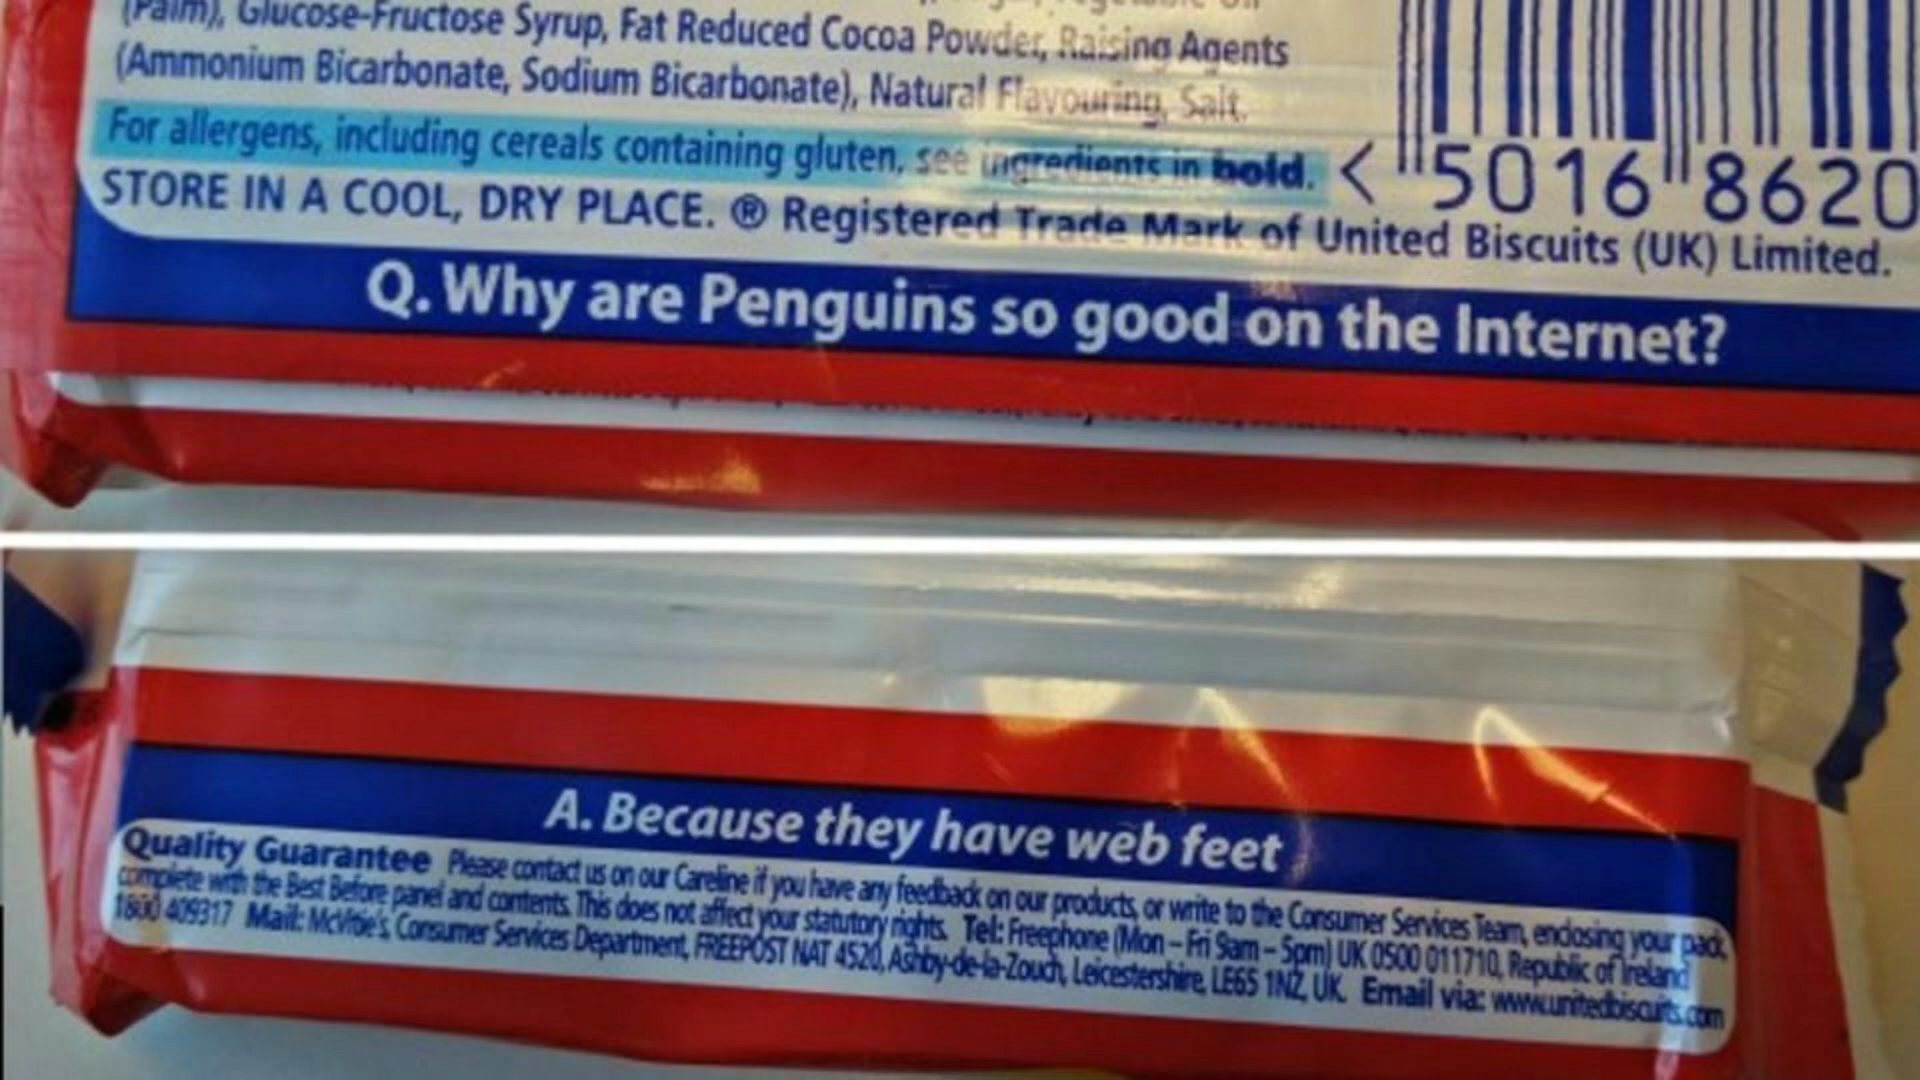 (Palm), Glucose-Fructose Syrup, Fat Reduced Cocoa Powder, Raising Agents
(Ammonium Bicarbonate, Sodium Bicarbonate), Natural Flavouring, Salt.
For allergens, including cereals containing gluten, see ingredients in bold.
< 5016 8620
STORE IN A COOL, DRY PLACE. ® Registered Trade Mark of United Biscuits (UK) Limited.
Q. Why are Penguins so good on the Internet?
A. Because they have web feet
Quality Guarantee Please contact us on our Careline if you have any feedback on our products, or write to the Consumer Services Team, enclosing your pack,
complete with the Best Before panel and contents. This does not affect your statutory rights. Tel: Freephone (Mon – Fri 9am – 5pm) UK 0500 011710, Republic of Ireland
1800 409317 Mail: McVitie's, Consumer Services Department, FREEPOST NAT 4520, Ashby-de-la-Zouch, Leicestershire, LE65 1NZ, UK. Email via: www.unitedbiscuits.com